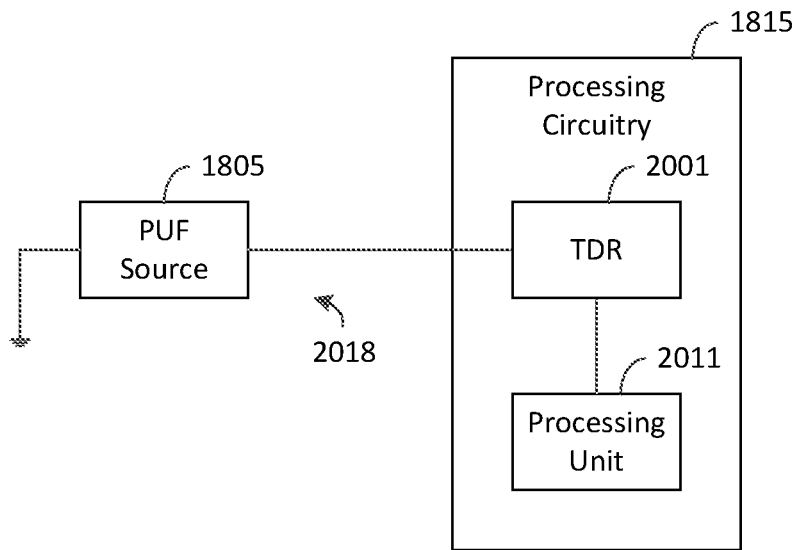 1815
Processing
Circuitry
1805
2001
PUF
Source
TDR
2018
2011
Processing
Unit